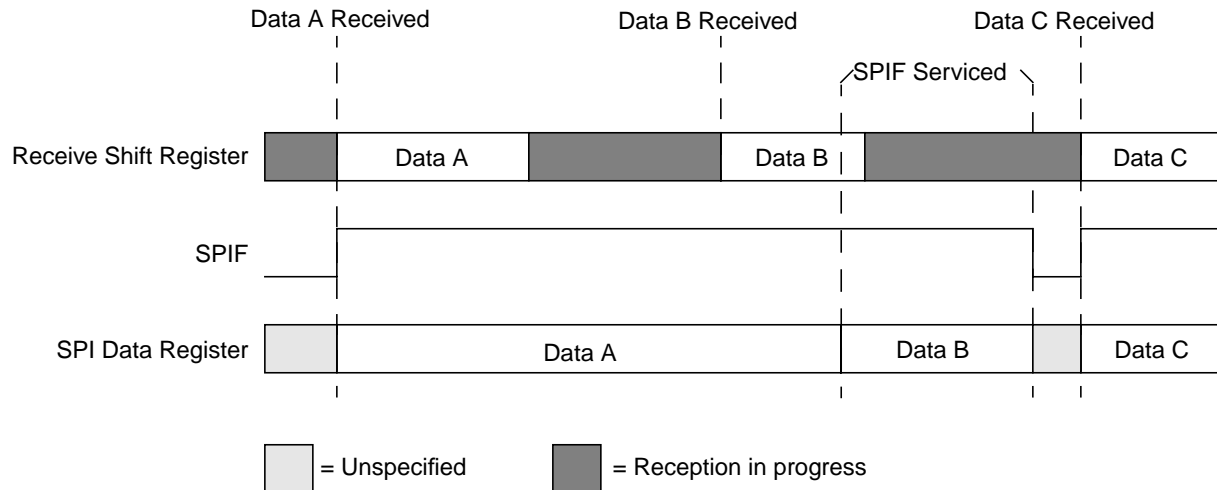 Data A Received
Data B Received
Data C Received
SPIF Serviced
Receive Shift Register
Data A
Data B
Data C
SPIF
SPI Data Register
Data A
Data B
Data C
= Unspecified
= Reception in progress